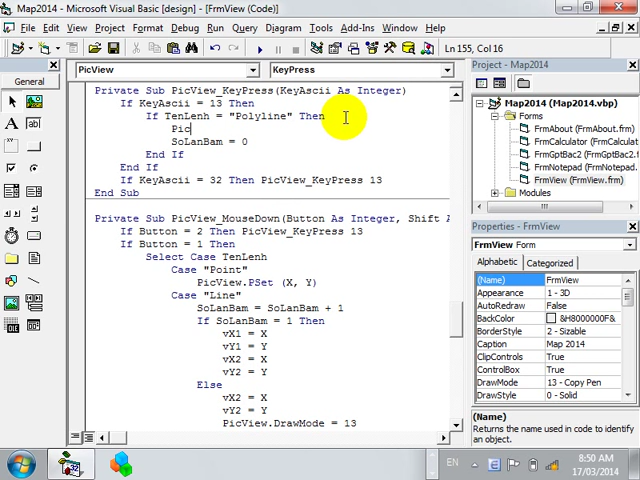 Map2014 - Microsoft Visual Basic [design] - [FrmView (Code)]
File Edit View Project Format Debug Run Query Diagram Tools Add-Ins Window Help
Ln 155, Col 16
General
PicView KeyPress
Private Sub PicView_KeyPress(KeyAscii As Integer)
If KeyAscii = 13 Then
If TenLenh = "Polyline" Then
Pic
SoLanBam = 0
End If
End If
If KeyAscii = 32 Then PicView_KeyPress 13
End Sub
Private Sub PicView_MouseDown(Button As Integer, Shift A
If Button = 2 Then PicView_KeyPress 13
If Button = 1 Then
Select Case TenLenh
Case "Point"
PicView.PSet (X, Y)
Case "Line"
SoLanBam = SoLanBam + 1
If SoLanBam = 1 Then
vX1 = X
vY1 = Y
vX2 = X
vY2 = Y
Else
vX2 = X
vY2 = Y
PicView.DrawMode = 13
Project - Map2014
Map2014 (Map2014.vbp)
Forms
FrmAbout (FrmAbout.frm)
FrmCalculator (FrmCalculator.frm)
FrmGptBac2 (FrmGptBac2.frm)
FrmNotepad (FrmNotepad.frm)
FrmView (FrmView.frm)
Modules
Properties - FrmView
FrmView Form
Alphabetic Categorized
(Name) FrmView
Appearance 1 - 3D
AutoRedraw False
BackColor &H8000000F&
BorderStyle 2 - Sizable
Caption Map 2014
ClipControls True
ControlBox True
DrawMode 13 - Copy Pen
DrawStyle 0 - Solid
(Name)
Returns the name used in code to identify
an object.
EN
8:50 AM
17/03/2014